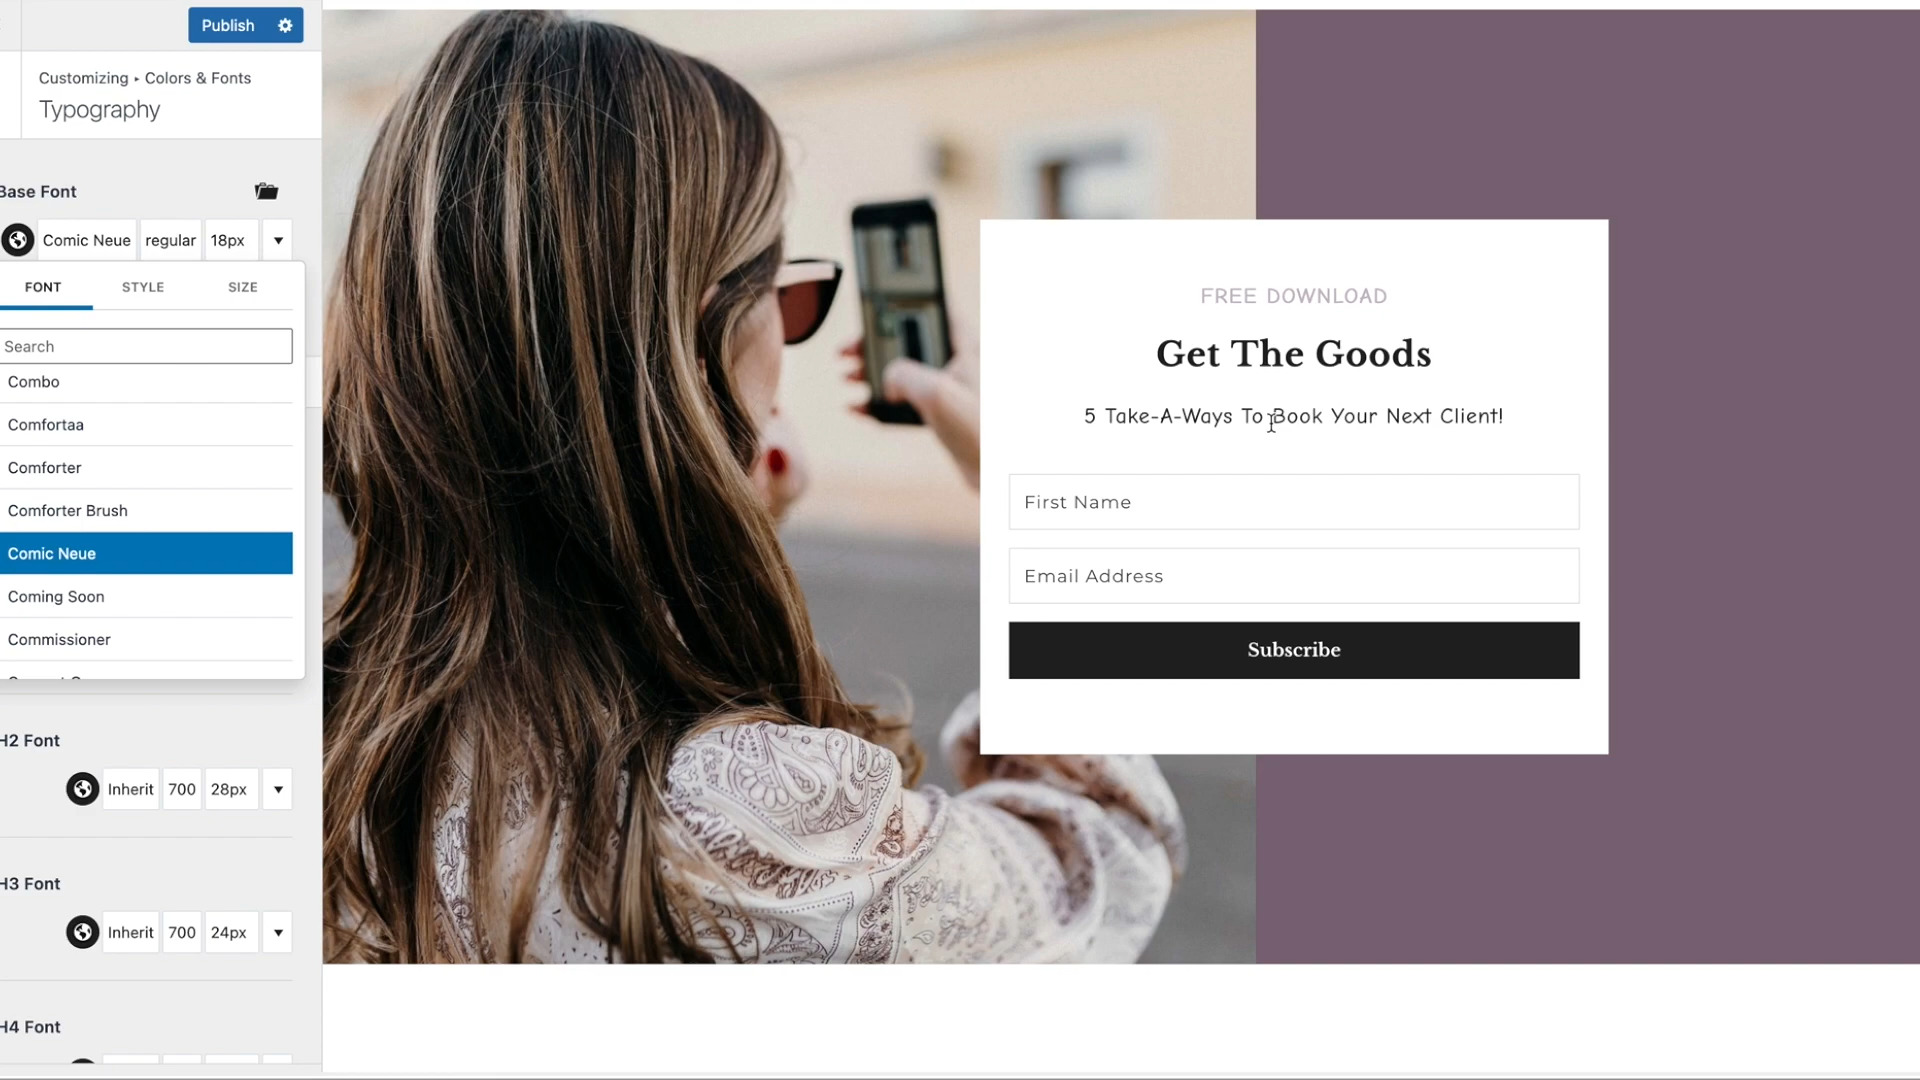 Publish
Customizing ▸ Colors & Fonts
Typography
Base Font
Comic Neue regular 18px
FONT STYLE SIZE
Search
Combo
Comfortaa
Comforter
Comforter Brush
Comic Neue
Coming Soon
Commissioner
H2 Font
Inherit 700 28px
H3 Font
Inherit 700 24px
H4 Font
FREE DOWNLOAD
Get The Goods
5 Take-A-Ways To Book Your Next Client!
First Name
Email Address
Subscribe